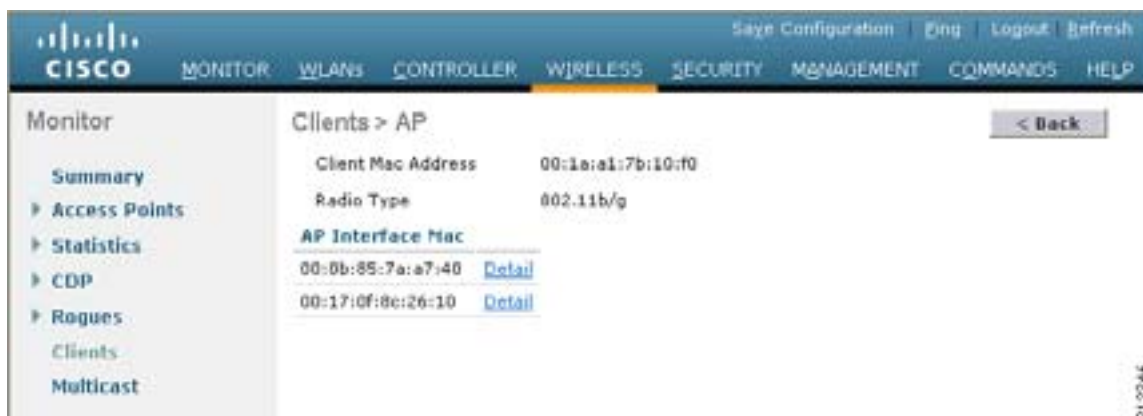 Save Configuration | Ping | Logout | Refresh
CISCO
MONITOR WLANs CONTROLLER WIRELESS SECURITY MANAGEMENT COMMANDS HELP
Monitor
Summary
Access Points
Statistics
CDP
Rogues
Clients
Multicast
Clients > AP
< Back
Client Mac Address 00:1a:a1:7b:10:f0
Radio Type 802.11b/g
AP Interface Mac
00:0b:85:7a:a7:40 Detail
00:17:0f:8c:26:10 Detail